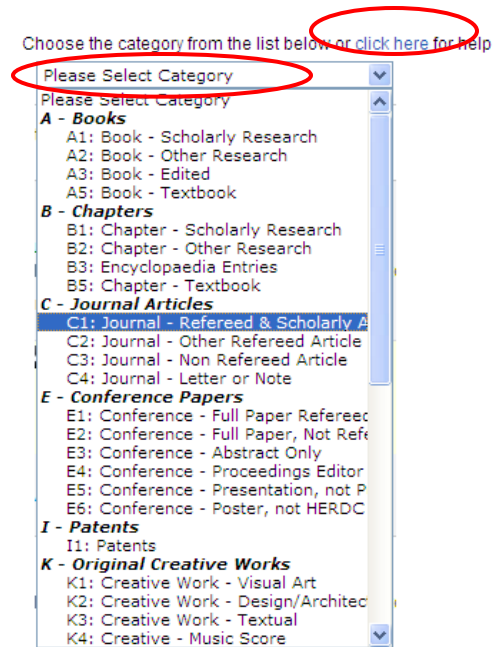 Choose the category from the list below or click here for help
Please Select Category
Please Select Category
A - Books
A1: Book - Scholarly Research
A2: Book - Other Research
A3: Book - Edited
A5: Book - Textbook
B - Chapters
B1: Chapter - Scholarly Research
B2: Chapter - Other Research
B3: Encyclopaedia Entries
B5: Chapter - Textbook
C - Journal Articles
C1: Journal - Refereed & Scholarly A
C2: Journal - Other Refereed Article
C3: Journal - Non Refereed Article
C4: Journal - Letter or Note
E - Conference Papers
E1: Conference - Full Paper Refereed
E2: Conference - Full Paper, Not Refe
E3: Conference - Abstract Only
E4: Conference - Proceedings Editor
E5: Conference - Presentation, not P
E6: Conference - Poster, not HERDC
I - Patents
I1: Patents
K - Original Creative Works
K1: Creative Work - Visual Art
K2: Creative Work - Design/Architec
K3: Creative Work - Textual
K4: Creative - Music Score